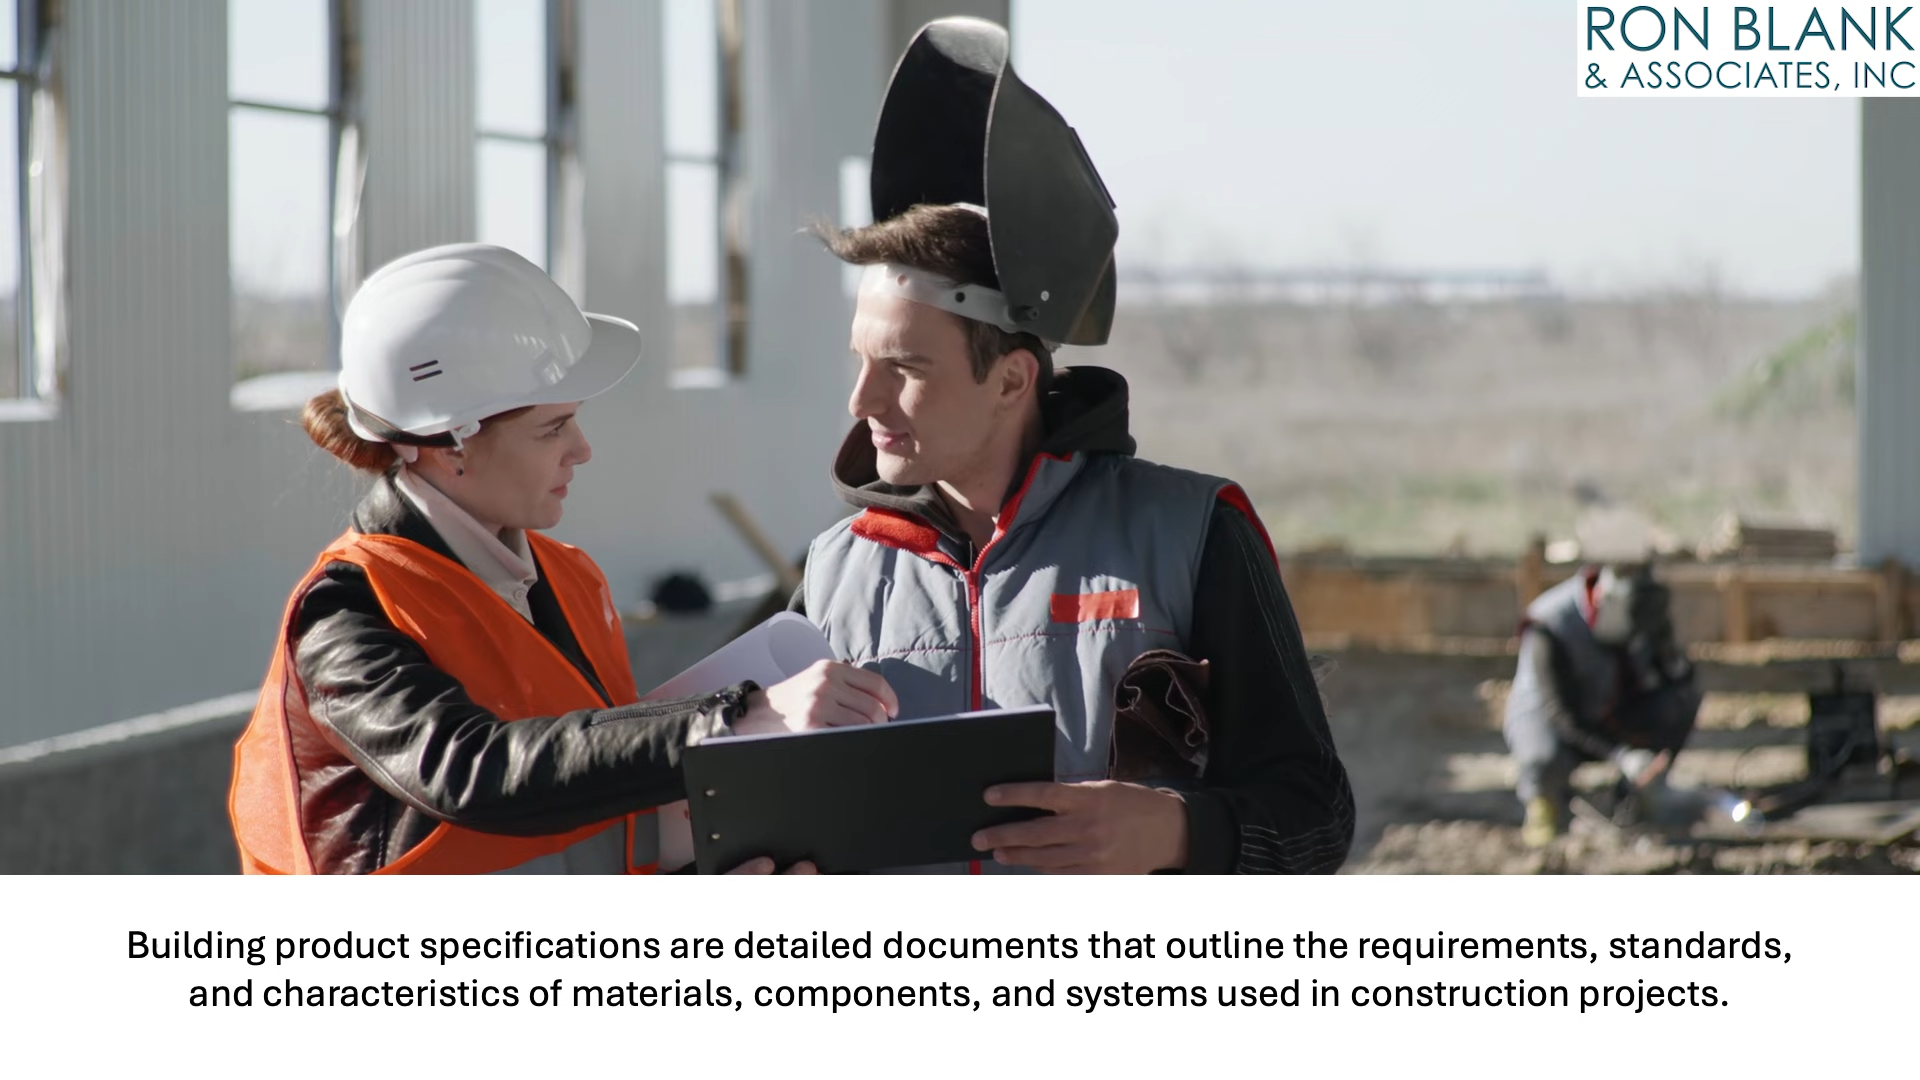 RON BLANK
& ASSOCIATES, INC
Building product specifications are detailed documents that outline the requirements, standards,
and characteristics of materials, components, and systems used in construction projects.